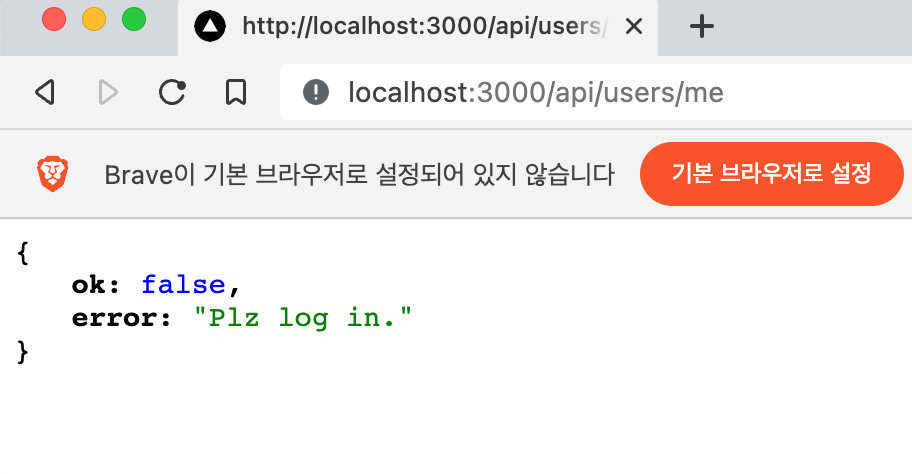 http://localhost:3000/api/users/
localhost:3000/api/users/me
Brave이 기본 브라우저로 설정되어 있지 않습니다 기본 브라우저로 설정
{
ok: false,
error: "Plz log in."
}